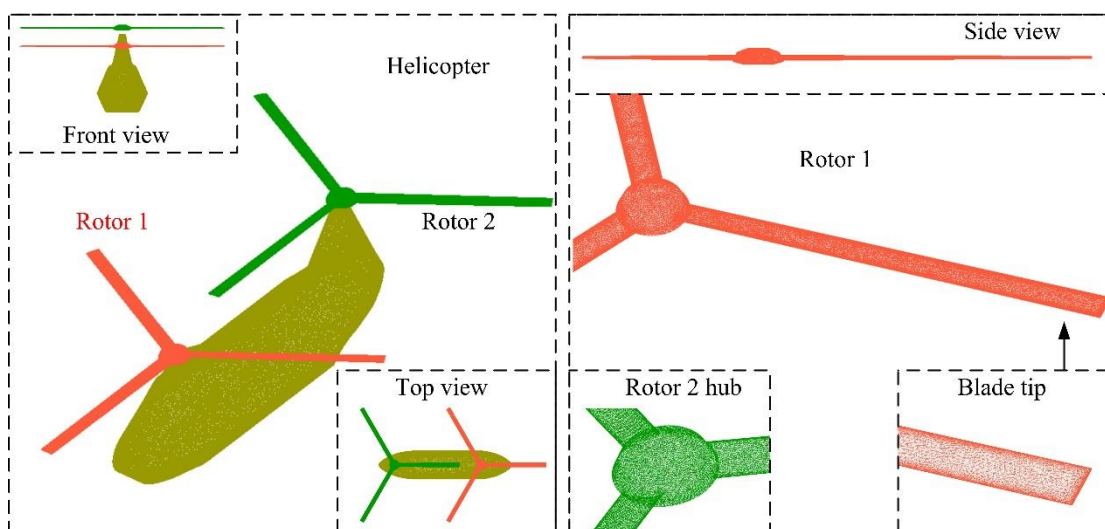 Front view
Helicopter
Rotor 1
Rotor 2
Top view
Side view
Rotor 1
Rotor 2 hub
Blade tip